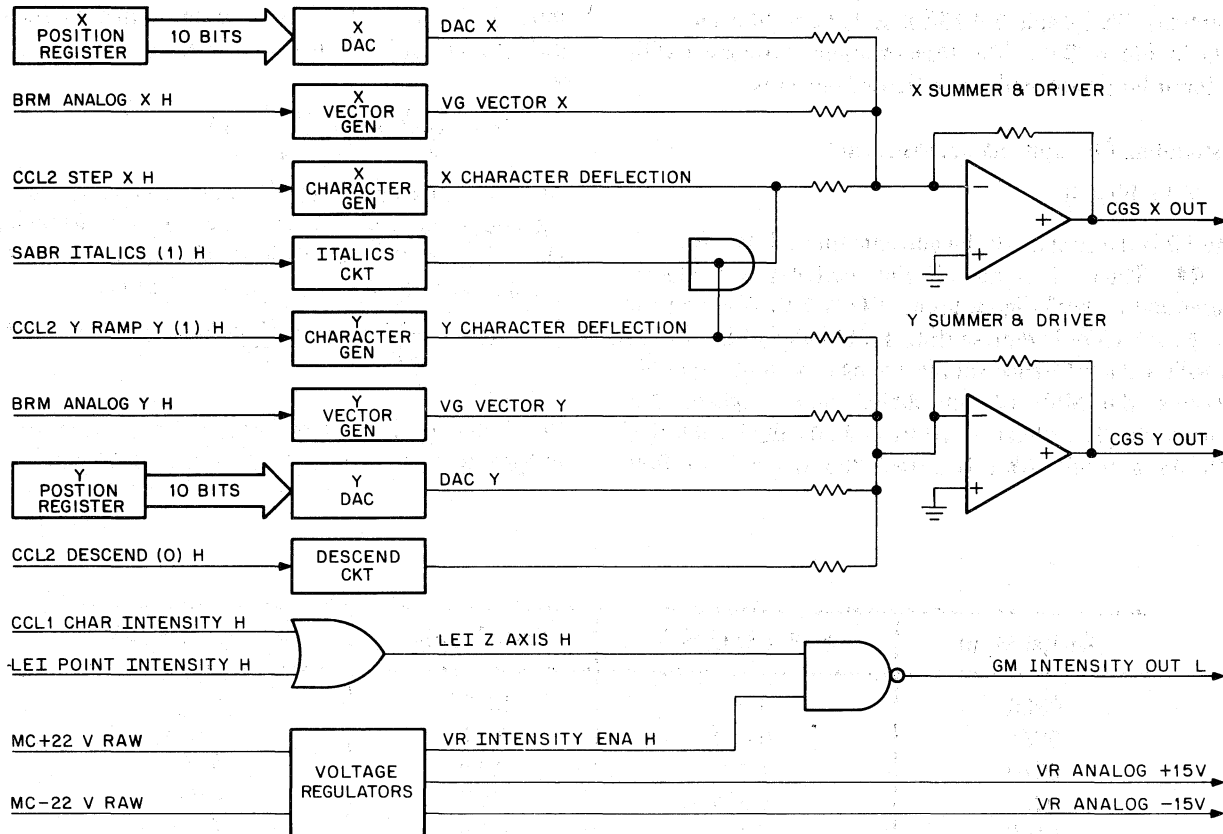 X
POSITION
REGISTER
10 BITS
X
DAC
DAC X
BRM ANALOG X H
X
VECTOR
GEN
VG VECTOR X
X SUMMER & DRIVER
CCL2 STEP X H
X
CHARACTER
GEN
X CHARACTER DEFLECTION
−
+
+
CGS X OUT
SABR ITALICS (1) H
ITALICS
CKT
CCL2 Y RAMP Y (1) H
Y
CHARACTER
GEN
Y CHARACTER DEFLECTION
Y SUMMER & DRIVER
BRM ANALOG Y H
Y
VECTOR
GEN
VG VECTOR Y
−
+
+
CGS Y OUT
Y
POSTION
REGISTER
10 BITS
Y
DAC
DAC Y
CCL2 DESCEND (0) H
DESCEND
CKT
CCL1 CHAR INTENSITY H
LEI POINT INTENSITY H
LEI Z AXIS H
GM INTENSITY OUT L
MC+22 V RAW
MC-22 V RAW
VOLTAGE
REGULATORS
VR INTENSITY ENA H
VR ANALOG +15V
VR ANALOG -15V